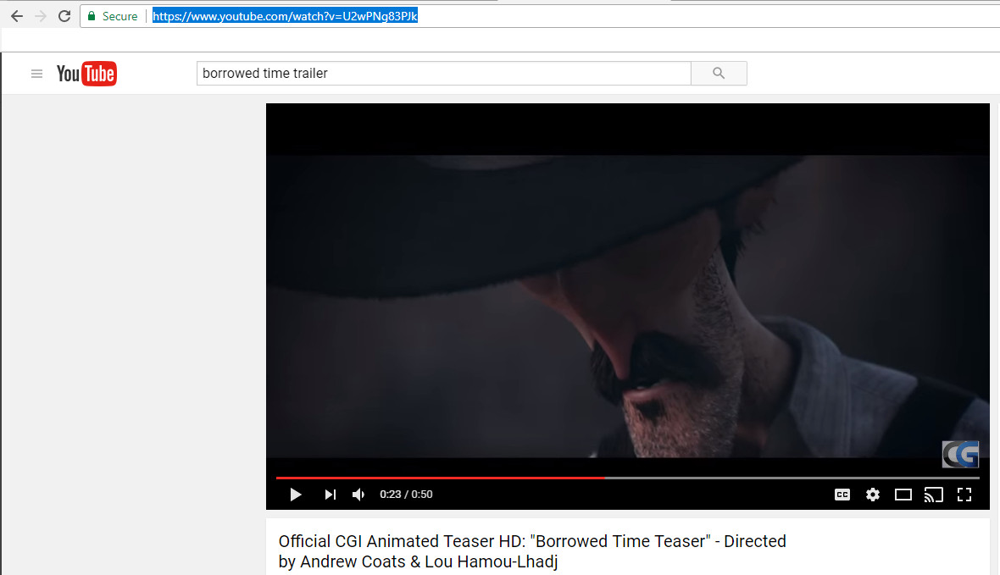 Secure https://www.youtube.com/watch?v=U2wPNg83PJk
YouTube borrowed time trailer
CG
0:23 / 0:50 CC
Official CGI Animated Teaser HD: "Borrowed Time Teaser" - Directed
by Andrew Coats & Lou Hamou-Lhadj